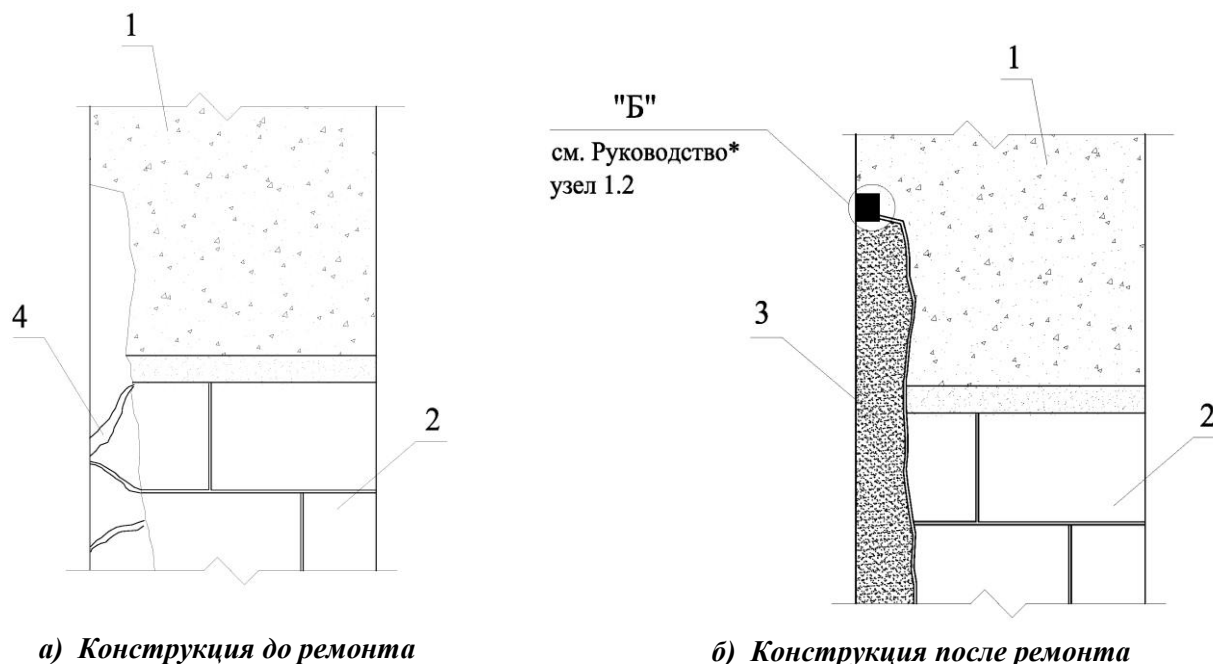 1
4
2
а) Конструкция до ремонта
"Б"
см. Руководство*
узел 1.2
1
3
2
б) Конструкция после ремонта